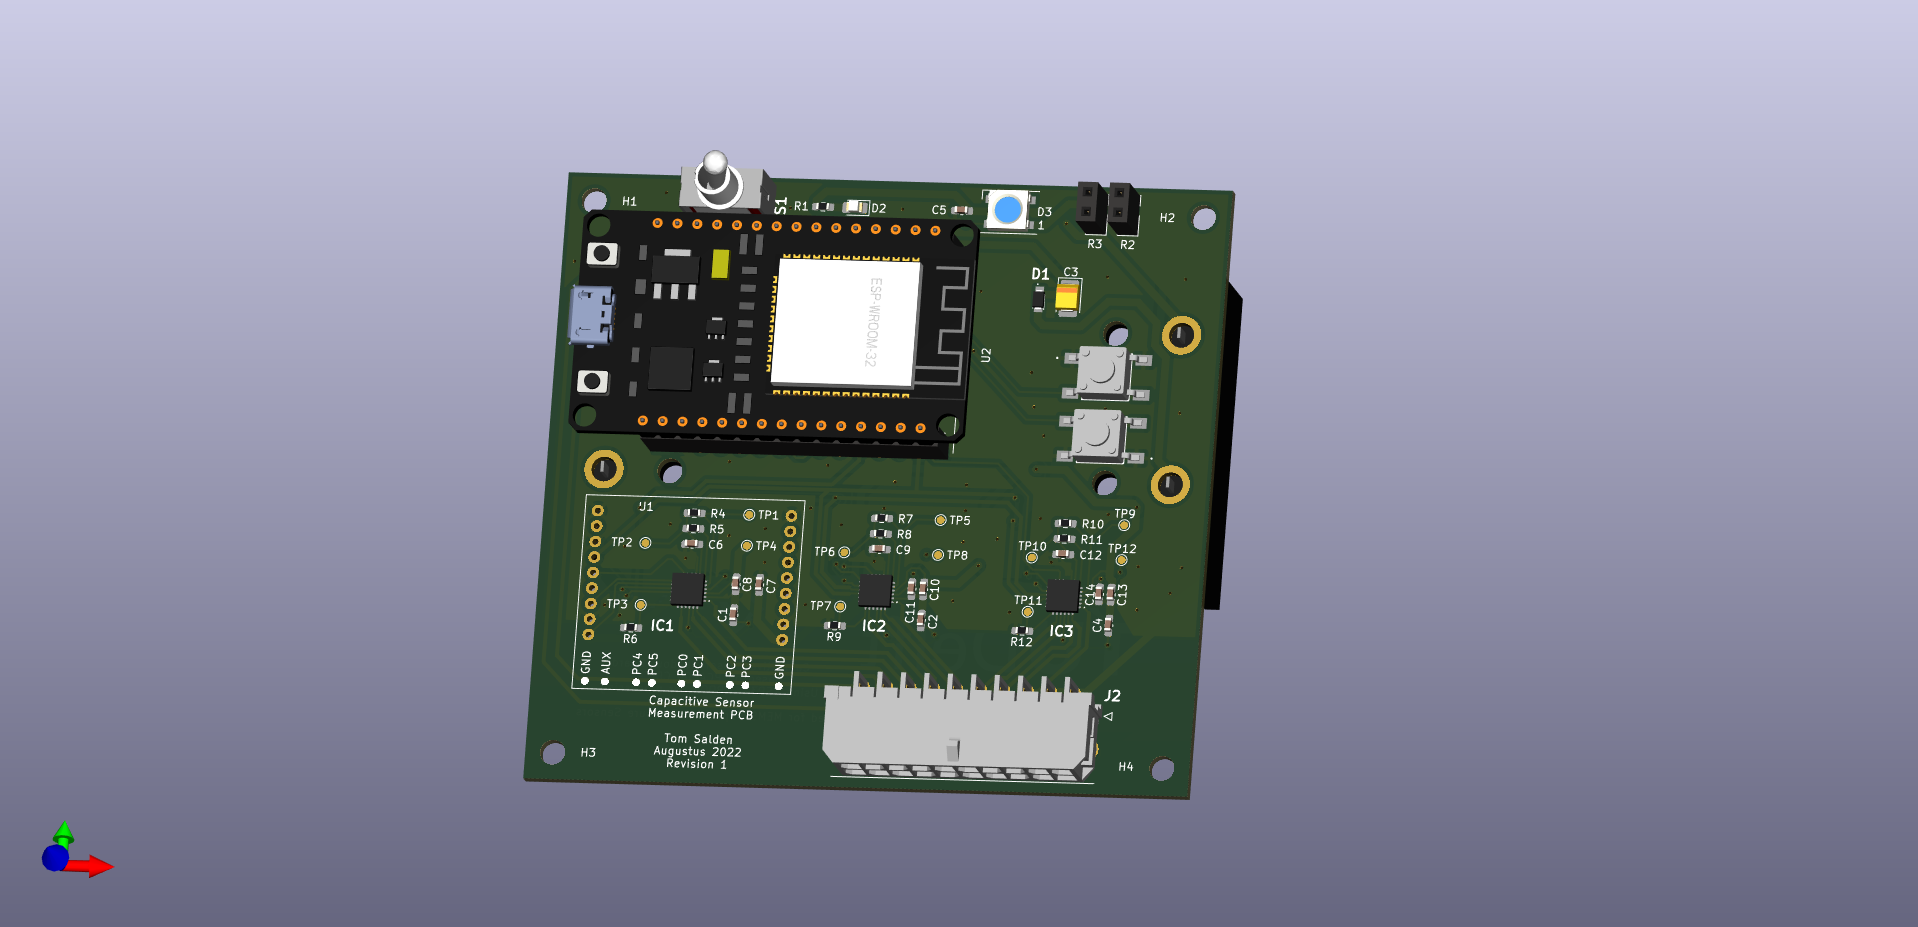 H1
S1
R1
D2
C5
D3
1
R3
R2
H2
ESP-WROOM-32
U2
D1
C3
U1
R4
R5
C6
TP1
TP2
TP4
TP3
R6
IC1
C8
C7
C1
GND
AUX
PC4
PC5
PC0
PC1
PC2
PC3
GND
Capacitive Sensor
Measurement PCB
Tom Salden
Augustus 2022
Revision 1
R7
R8
C9
TP5
TP6
TP8
TP7
R9
IC2
C11
C10
C2
R10
R11
C12
TP9
TP10
TP12
TP11
R12
IC3
C14
C13
C4
J2
H3
H4